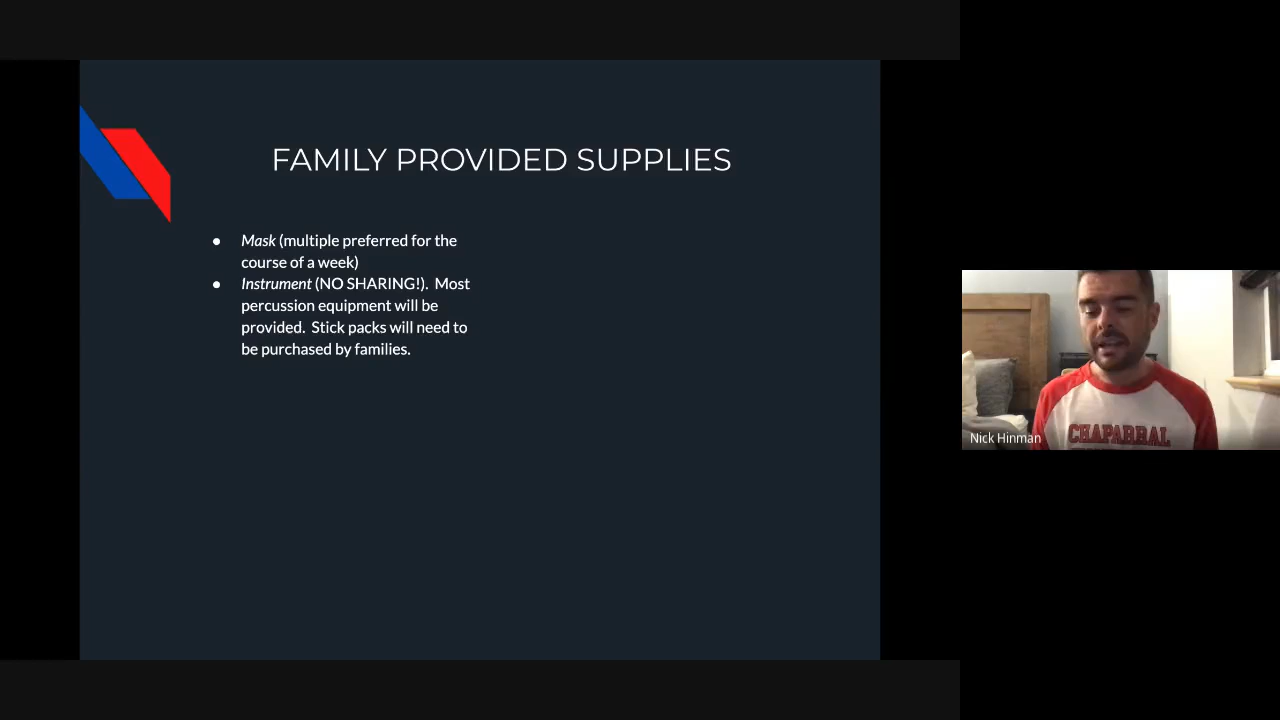 FAMILY PROVIDED SUPPLIES
● Mask (multiple preferred for the
course of a week)
● Instrument (NO SHARING!). Most
percussion equipment will be
provided. Stick packs will need to
be purchased by families.
Nick Hinman
CHAPARRAL